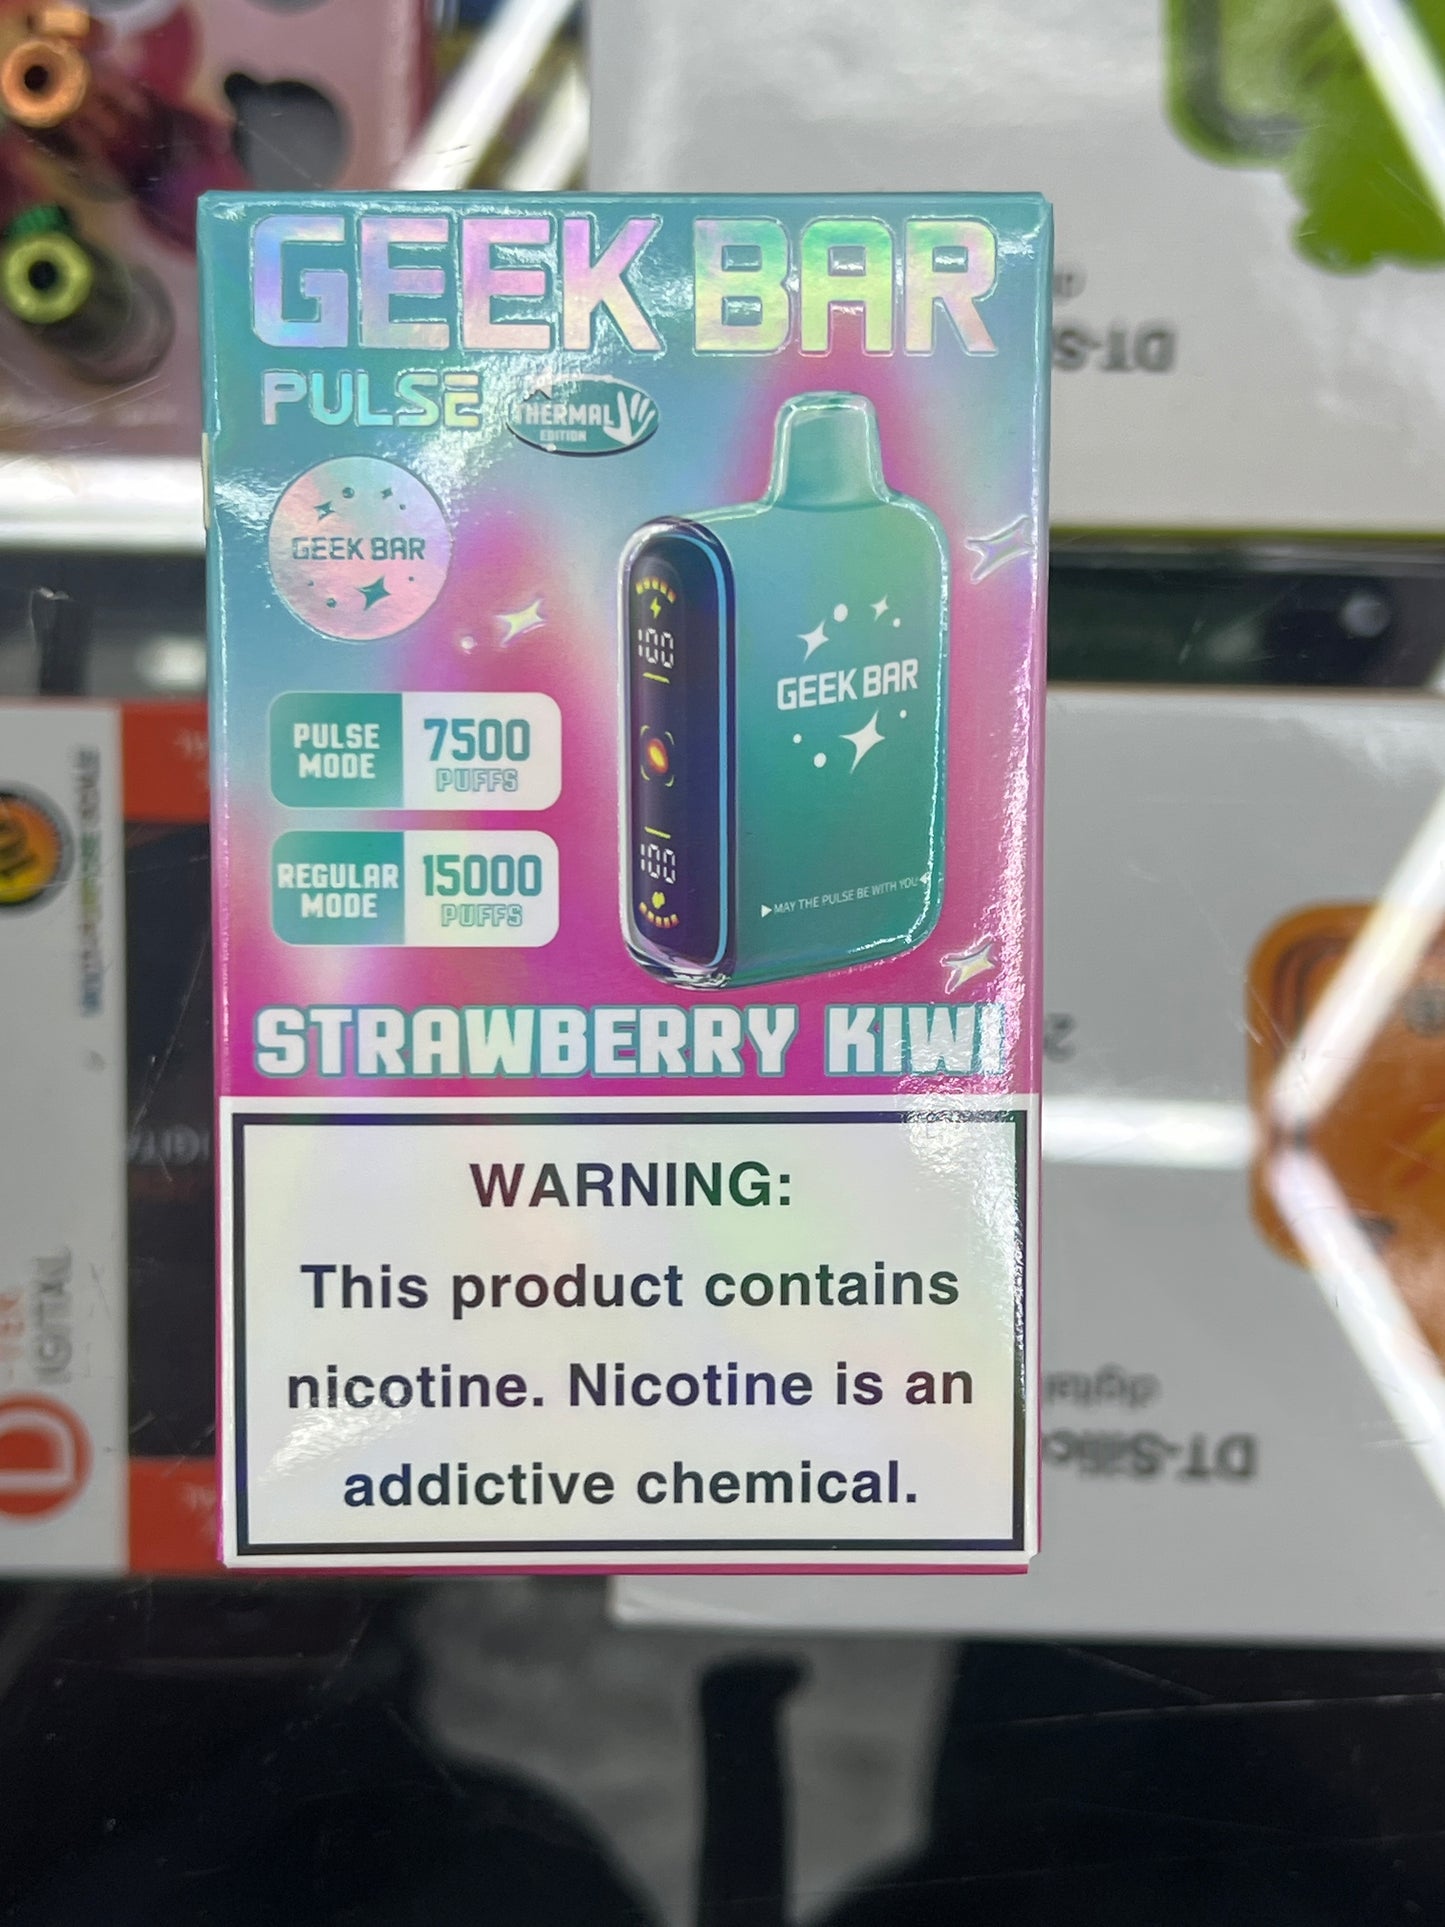 GEEK BAR
PULSE
THERMAL
EDITION
GEEK BAR
100
GEEK BAR
PULSE
MODE
7500
PUFFS
REGULAR
MODE
15000
PUFFS
100
MAY THE PULSE BE WITH YOU
STRAWBERRY KIWI
WARNING:
This product contains
nicotine. Nicotine is an
addictive chemical.
digital